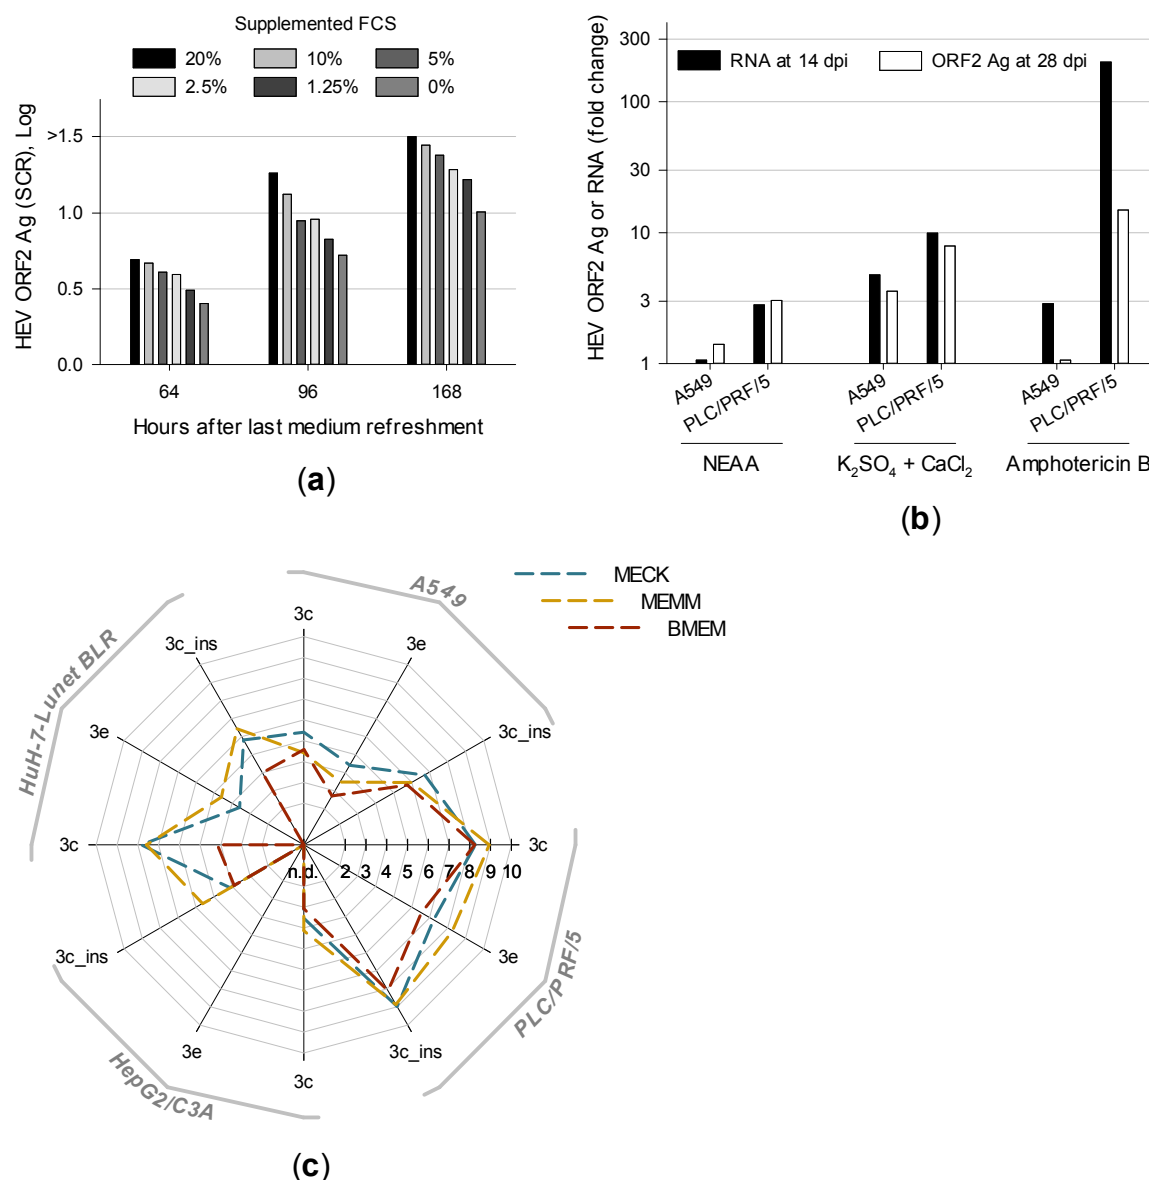 Supplemented FCS
20%
10%
5%
2.5%
1.25%
0%
HEV ORF2 Ag (SCR), Log
>1.5
1.0
0.5
0.0
64
96
168
Hours after last medium refreshment
(a)
HEV ORF2 Ag or RNA (fold change)
300
100
30
10
3
1
RNA at 14 dpi
ORF2 Ag at 28 dpi
A549
PLC/PRF/5
A549
PLC/PRF/5
A549
PLC/PRF/5
NEAA
K₂SO₄ + CaCl₂
Amphotericin B
(b)
MECK
MEMM
BMEM
A549
PLC/PRF/5
HepG2/C3A
HuH-7-Lunet BLR
3c
3e
3c_ins
3c
3e
3c_ins
3c
3e
3c_ins
3c
3e
3c_ins
n.d.
2
3
4
5
6
7
8
9
10
(c)